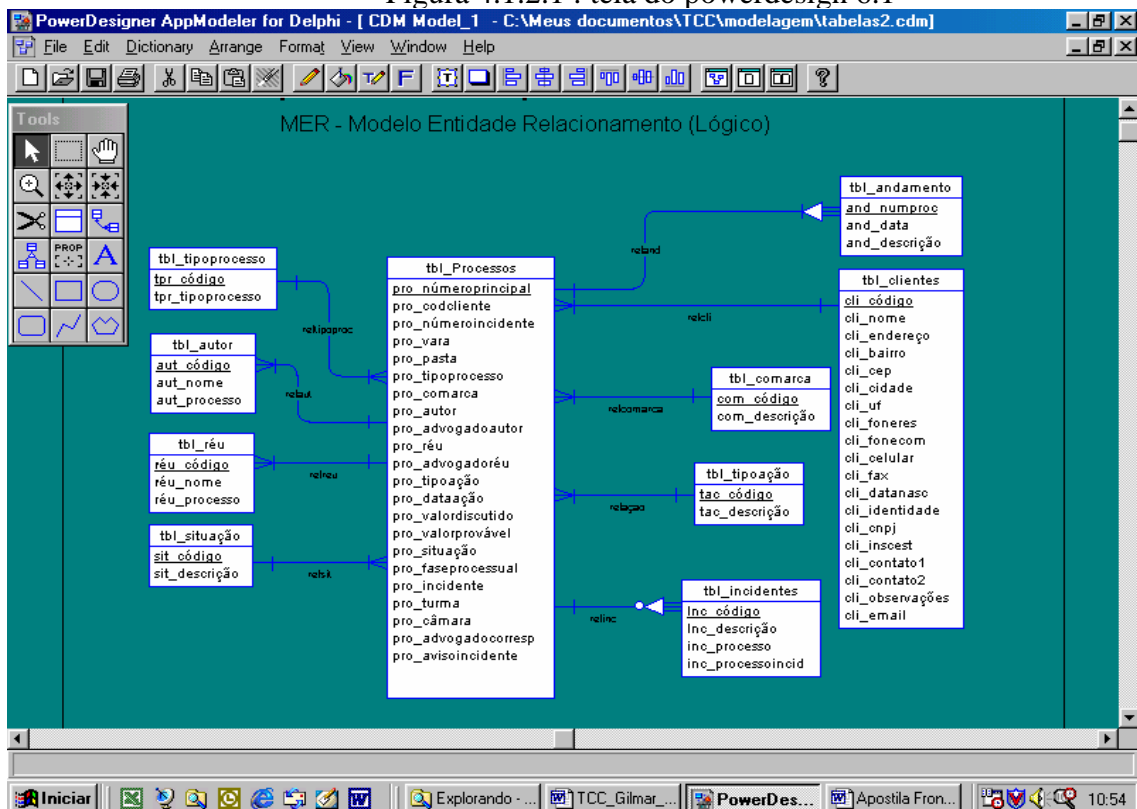 Figura 4.1.2.1 : tela do powerdesign 6.1
PowerDesigner AppModeler for Delphi - [ CDM Model_1 - C:\Meus documentos\TCC\modelagem\tabelas2.cdm]
File Edit Dictionary Arrange Format View Window Help
Tools
PROP
MER - Modelo Entidade Relacionamento (Lógico)
tbl_tipoprocesso
tpr_código
tpr_tipoprocesso
reltipoproc
tbl_autor
aut_código
aut_nome
aut_processo
relaut
tbl_réu
réu_código
réu_nome
réu_processo
relreu
tbl_situação
sit_código
sit_descrição
relsit
tbl_Processos
pro_númeroprincipal
pro_codcliente
pro_númeroincidente
pro_vara
pro_pasta
pro_tipoprocesso
pro_comarca
pro_autor
pro_advogadoautor
pro_réu
pro_advogadoréu
pro_tipoação
pro_dataação
pro_valordiscutido
pro_valorprovável
pro_situação
pro_faseprocessual
pro_incidente
pro_turma
pro_câmara
pro_advogadocorresp
pro_avisoincidente
reland
tbl_andamento
and_numproc
and_data
and_descrição
relcli
tbl_clientes
cli_código
cli_nome
cli_endereço
cli_bairro
cli_cep
cli_cidade
cli_uf
cli_foneres
cli_fonecom
cli_celular
cli_fax
cli_datanasc
cli_identidade
cli_cnpj
cli_inscest
cli_contato1
cli_contato2
cli_observações
cli_email
relcomarca
tbl_comarca
com_código
com_descrição
relaçao
tbl_tipoação
tac_código
tac_descrição
relinc
tbl_incidentes
Inc_código
Inc_descrição
inc_processo
inc_processoincid
Iniciar
Explorando - ...
TCC_Gilmar_...
PowerDes...
Apostila Fron...
10:54